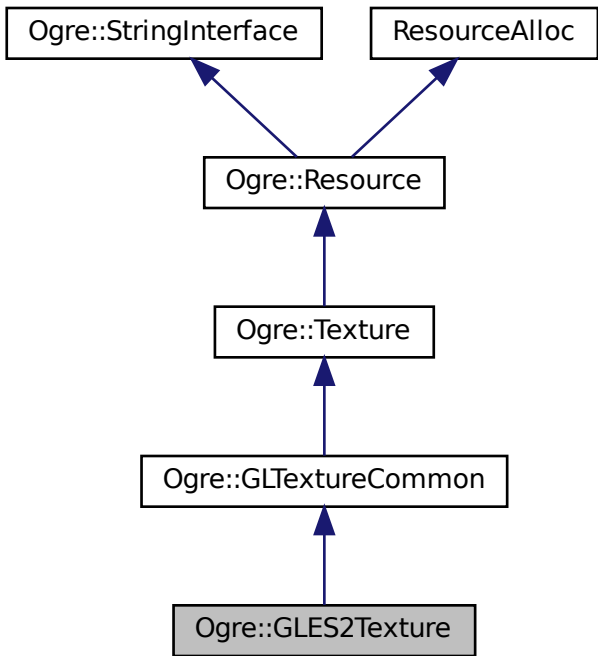 Ogre::StringInterface
ResourceAlloc
Ogre::Resource
Ogre::Texture
Ogre::GLTextureCommon
Ogre::GLES2Texture